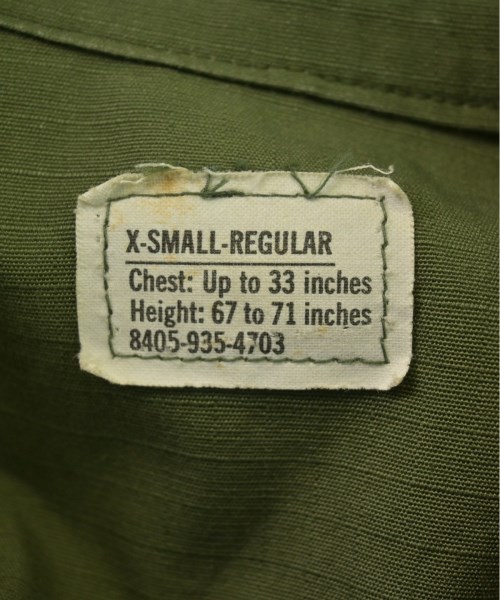 X-SMALL-REGULAR
Chest: Up to 33 inches
Height: 67 to 71 inches
8405-935-4703